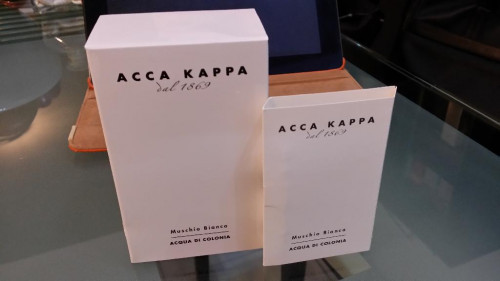 ACCA KAPPA
dal 1869
Muschio Bianco
ACQUA DI COLONIA
ACCA KAPPA
dal 1869
Muschio Bianco
ACQUA DI COLONIA